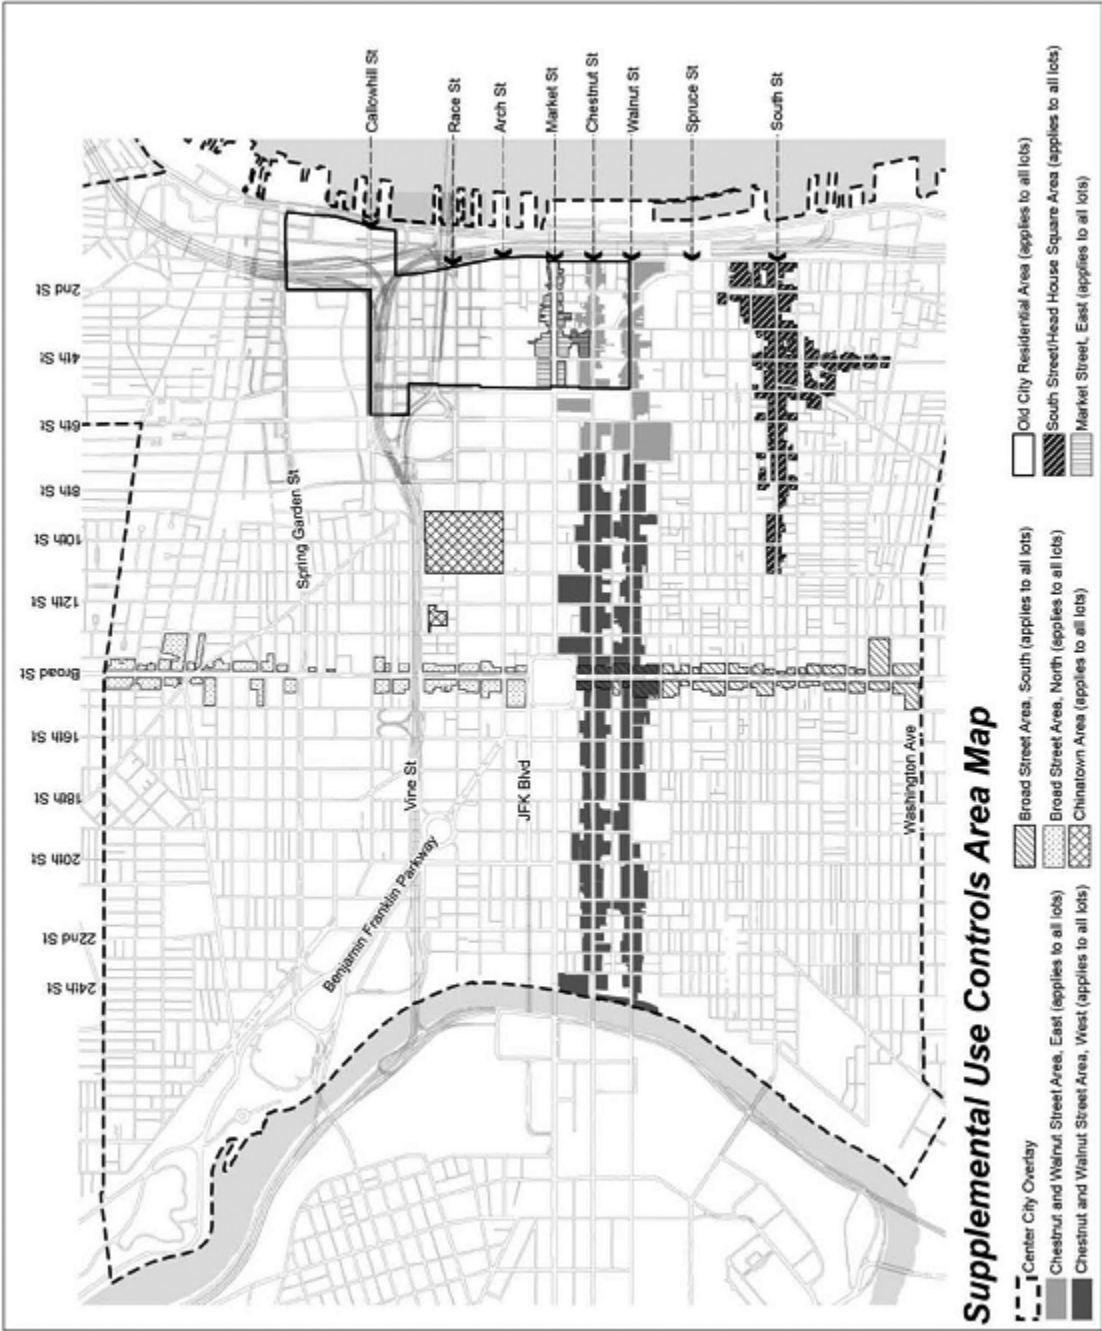 Callowhill St
Race St
Arch St
Market St
Chestnut St
Walnut St
Spruce St
South St
2nd St
4th St
6th St
8th St
10th St
12th St
Broad St
16th St
18th St
20th St
22nd St
24th St
Spring Garden St
Vine St
JFK Blvd
Benjamin Franklin Parkway
Washington Ave
Supplemental Use Controls Area Map
Center City Overlay
Chestnut and Walnut Street Area, East (applies to all lots)
Chestnut and Walnut Street Area, West (applies to all lots)
Broad Street Area, South (applies to all lots)
Broad Street Area, North (applies to all lots)
Chinatown Area (applies to all lots)
Old City Residential Area (applies to all lots)
South Street/Head House Square Area (applies to all lots)
Market Street, East (applies to all lots)